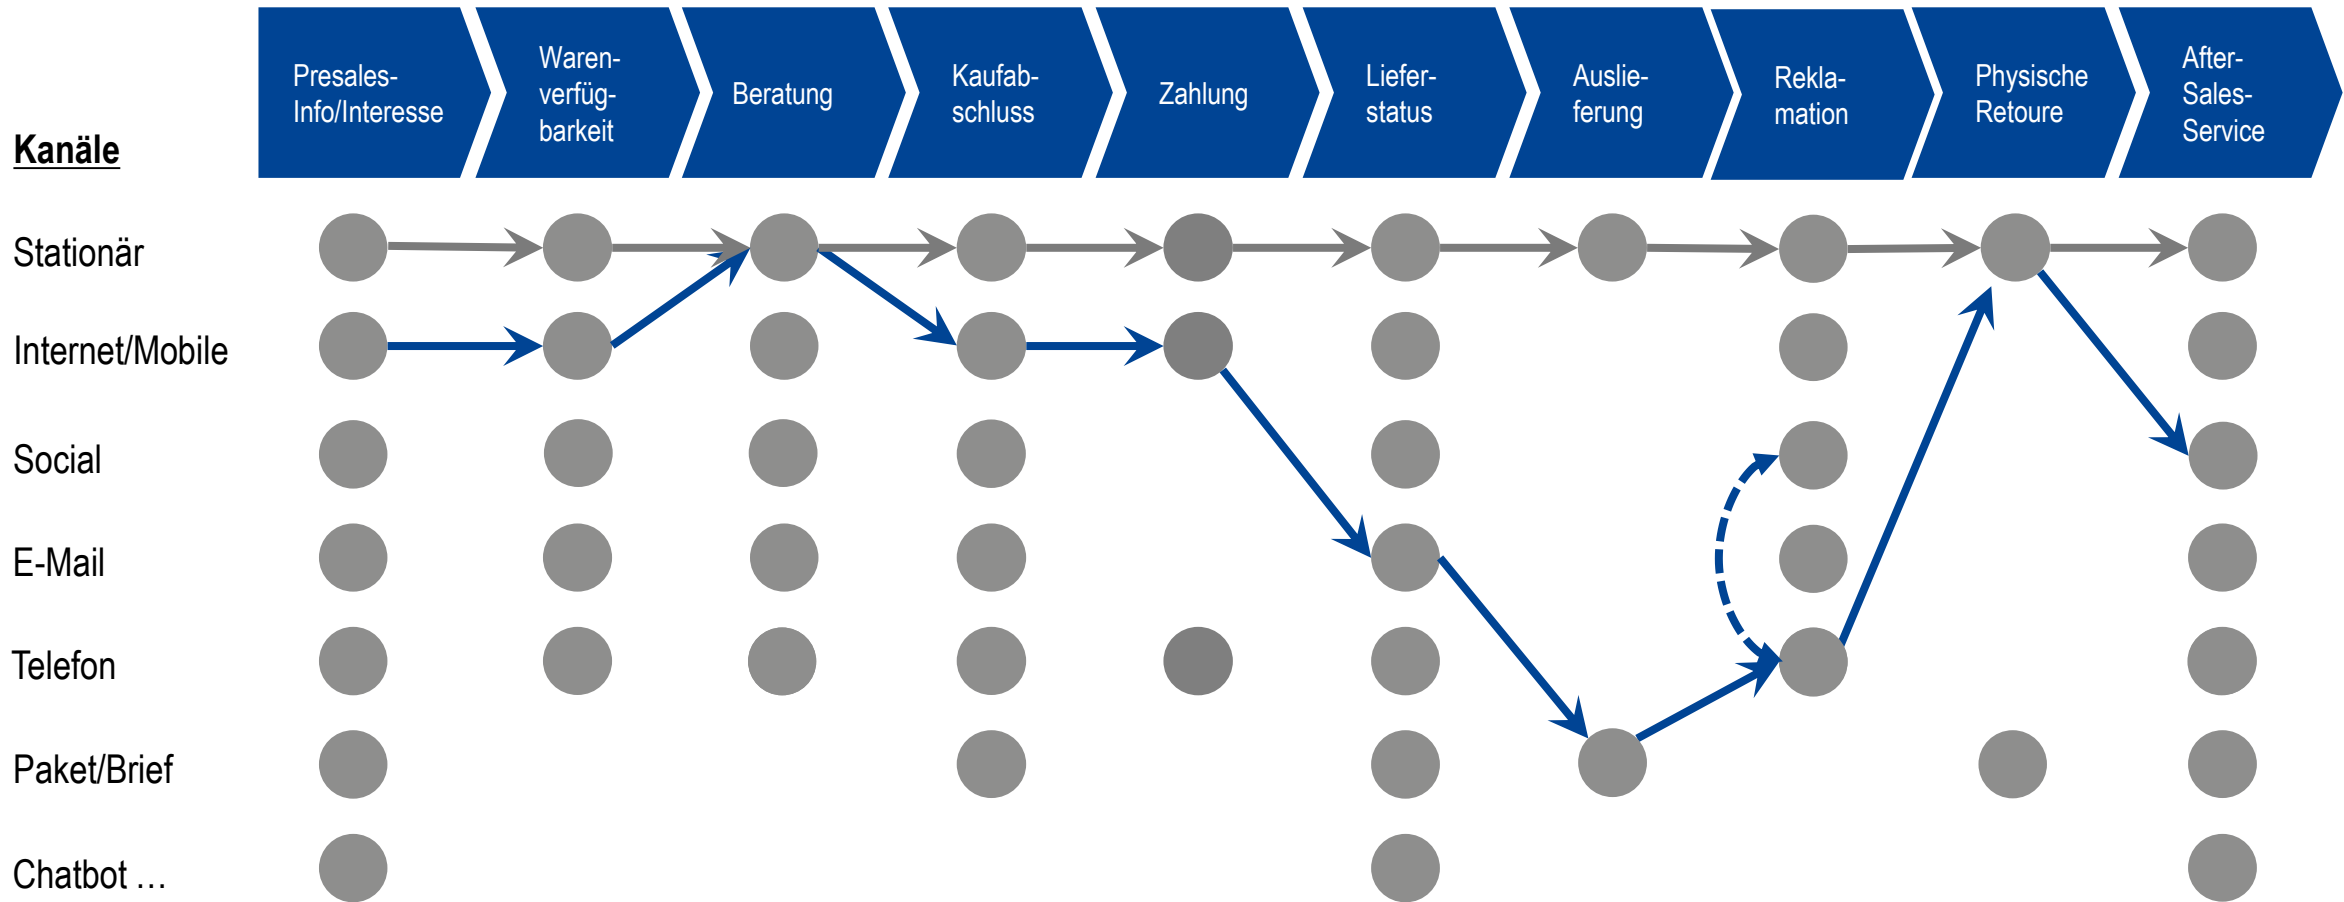 Presales-
Info/Interesse
Waren-
verfüg-
barkeit
Beratung
Kaufab-
schluss
Zahlung
Liefer-
status
Auslie-
ferung
Rekla-
mation
Physische
Retoure
After-
Sales-
Service
Kanäle
Stationär
Internet/Mobile
Social
E-Mail
Telefon
Paket/Brief
Chatbot …